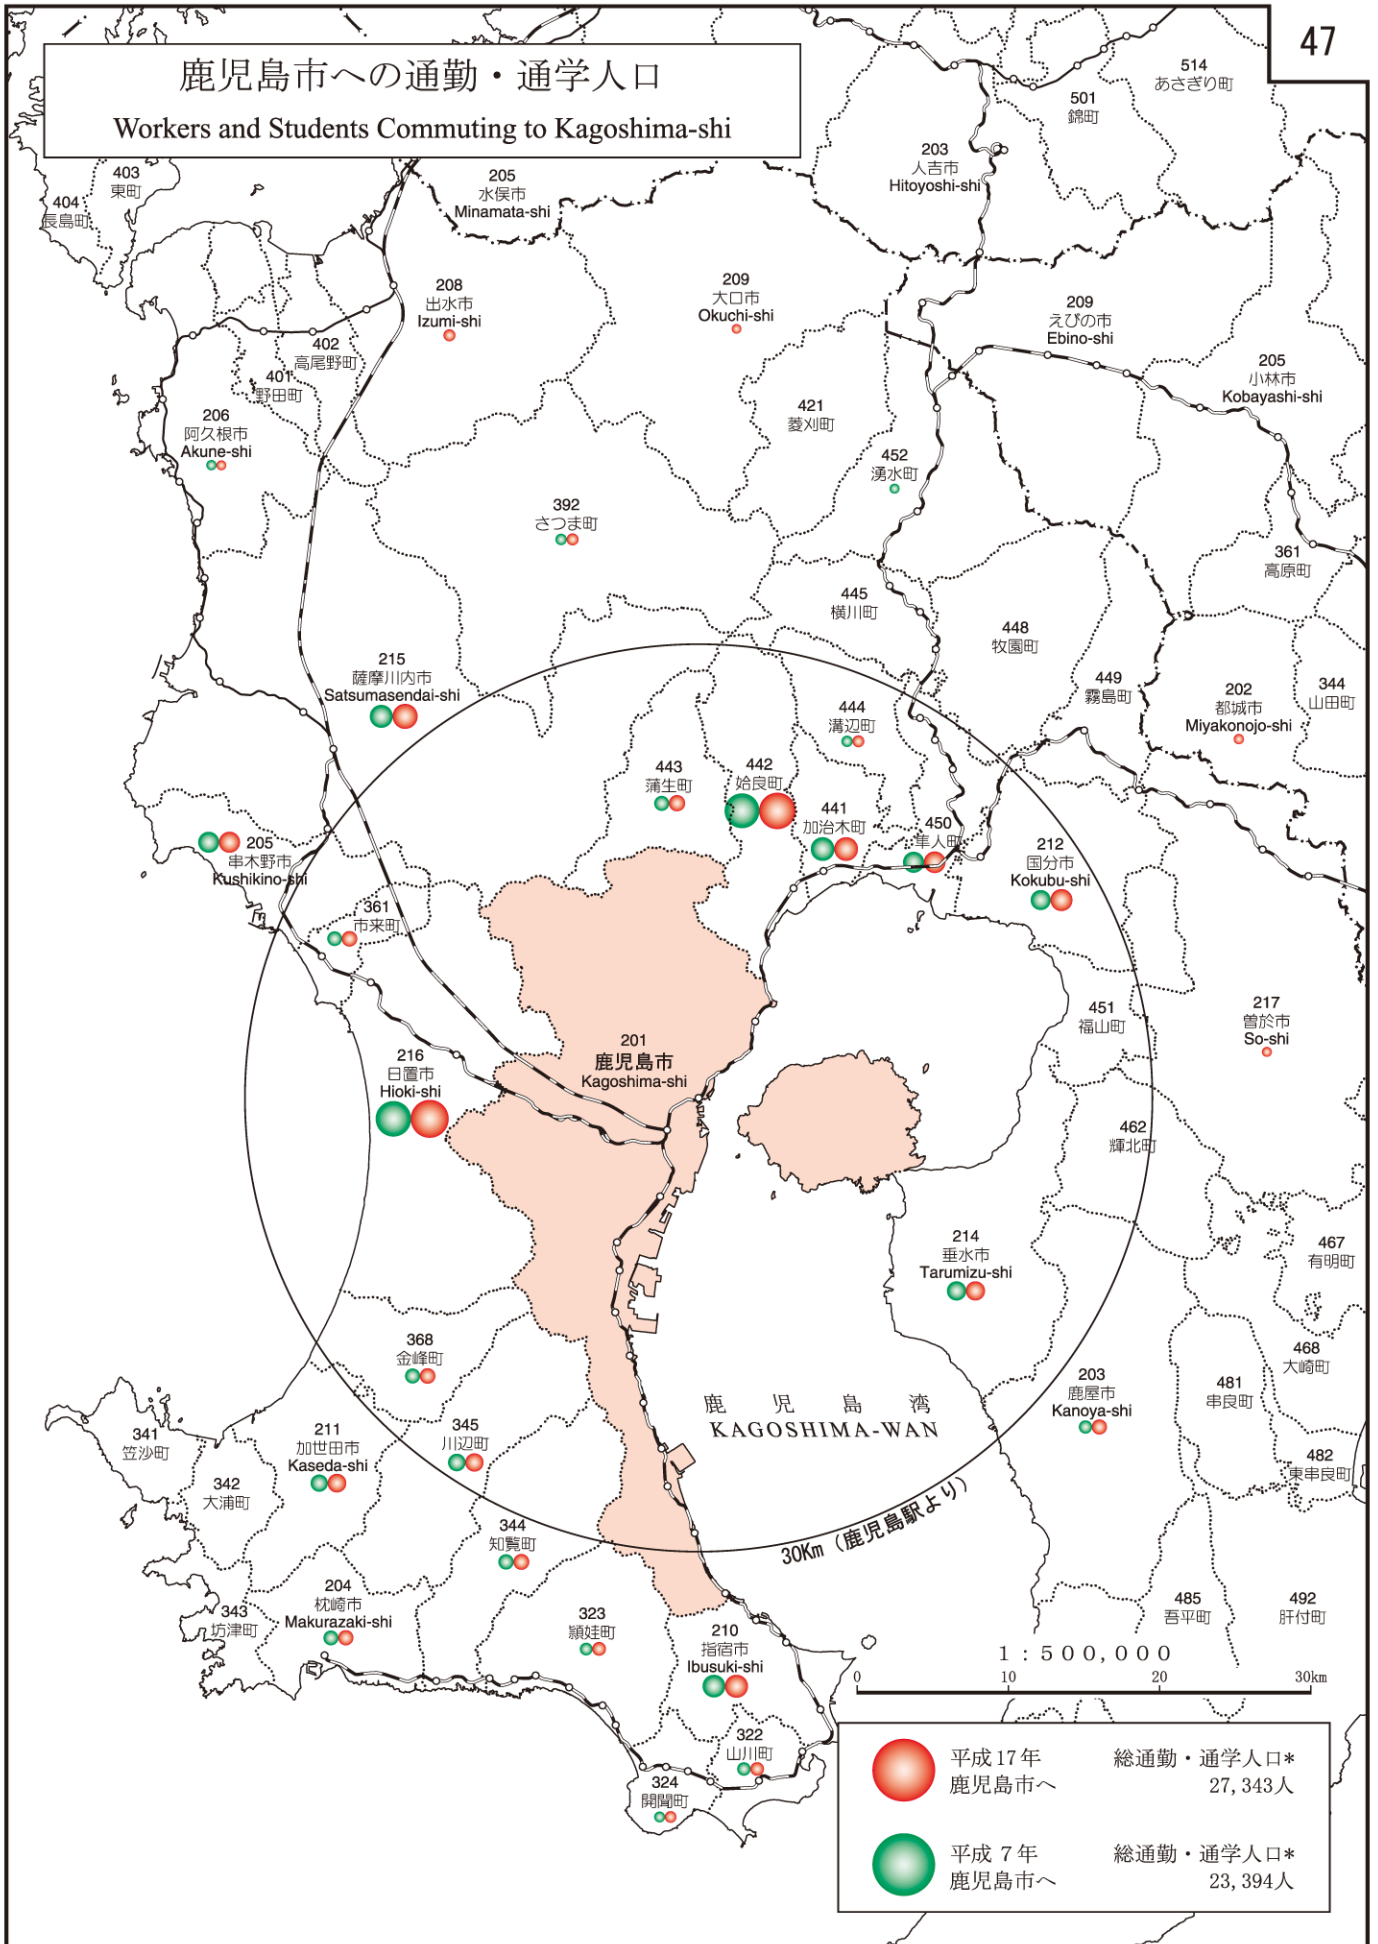 47
鹿児島市への通勤・通学人口
Workers and Students Commuting to Kagoshima-shi
514
あさぎり町
501
錦町
203
人吉市
Hitoyoshi-shi
403
東町
404
長島町
205
水俣市
Minamata-shi
208
出水市
Izumi-shi
209
大口市
Okuchi-shi
209
えびの市
Ebino-shi
402
高尾野町
401
野田町
205
小林市
Kobayashi-shi
206
阿久根市
Akune-shi
421
菱刈町
452
湧水町
392
さつま町
361
高原町
445
横川町
448
牧園町
215
薩摩川内市
Satsumasendai-shi
449
霧島町
202
都城市
Miyakonojo-shi
344
山田町
444
溝辺町
443
蒲生町
442
姶良町
441
加治木町
450
隼人町
212
国分市
Kokubu-shi
205
串木野市
Kushikino-shi
361
市来町
451
福山町
217
曽於市
So-shi
201
鹿児島市
Kagoshima-shi
216
日置市
Hioki-shi
462
輝北町
214
垂水市
Tarumizu-shi
467
有明町
468
大崎町
368
金峰町
203
鹿屋市
Kanoya-shi
481
串良町
鹿児島湾
KAGOSHIMA-WAN
341
笠沙町
211
加世田市
Kaseda-shi
345
川辺町
482
東串良町
342
大浦町
30Km（鹿児島駅より）
344
知覧町
204
枕崎市
Makurazaki-shi
343
坊津町
323
頴娃町
485
吾平町
492
肝付町
210
指宿市
Ibusuki-shi
1:500,000
0 10 20 30km
322
山川町
324
開聞町
平成17年 総通勤・通学人口*
鹿児島市へ 27,343人
平成 7年 総通勤・通学人口*
鹿児島市へ 23,394人